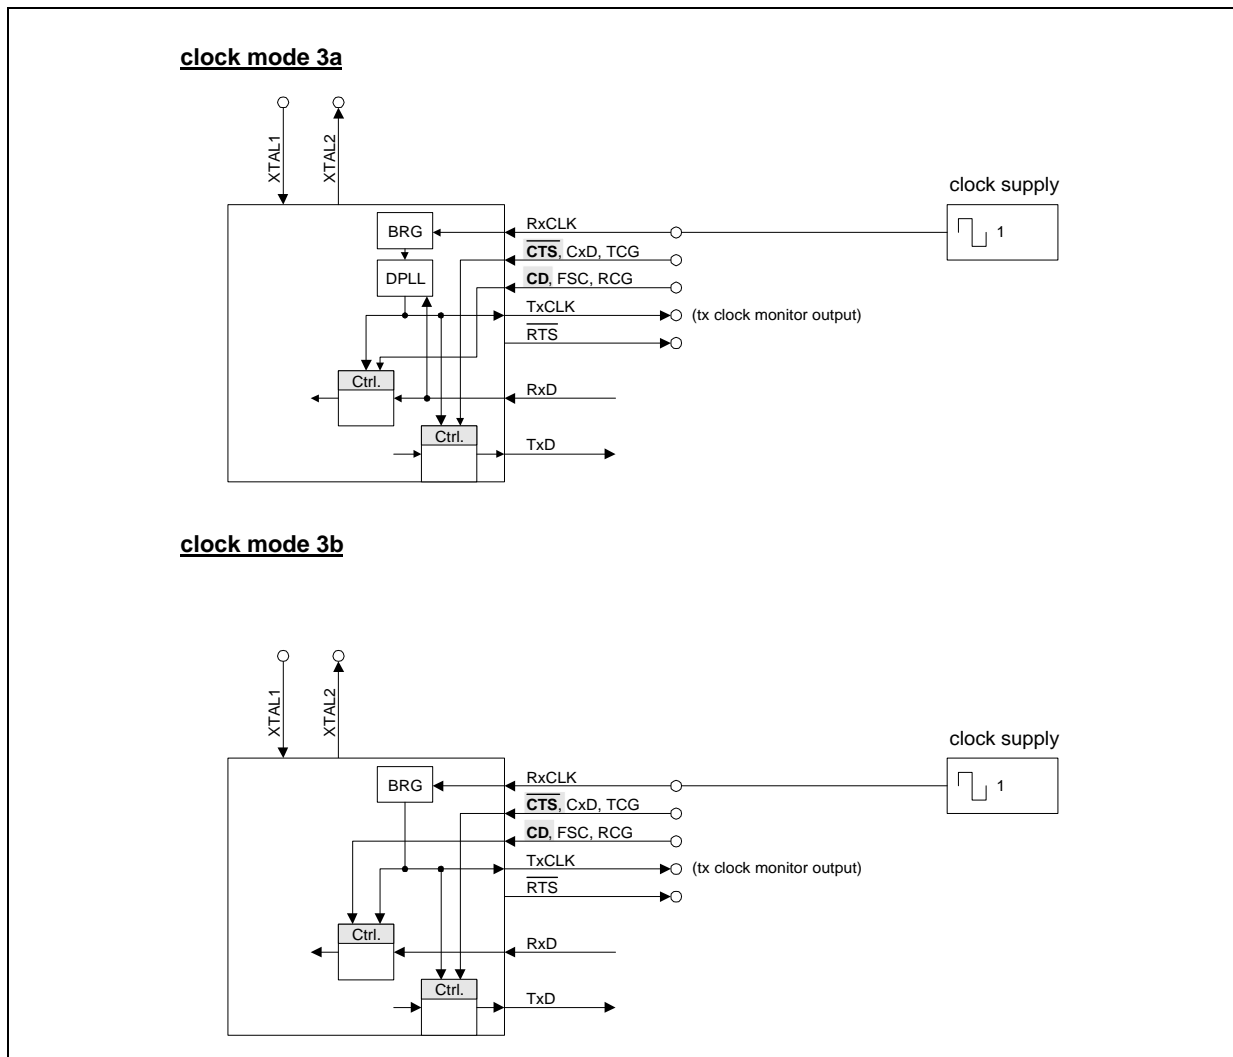 clock mode 3a
XTAL1
XTAL2
clock supply
BRG
RxCLK
1
CTS, CxD, TCG
DPLL
CD, FSC, RCG
TxCLK
(tx clock monitor output)
RTS
Ctrl.
RxD
Ctrl.
TxD
clock mode 3b
XTAL1
XTAL2
clock supply
BRG
RxCLK
1
CTS, CxD, TCG
CD, FSC, RCG
TxCLK
(tx clock monitor output)
RTS
Ctrl.
RxD
Ctrl.
TxD